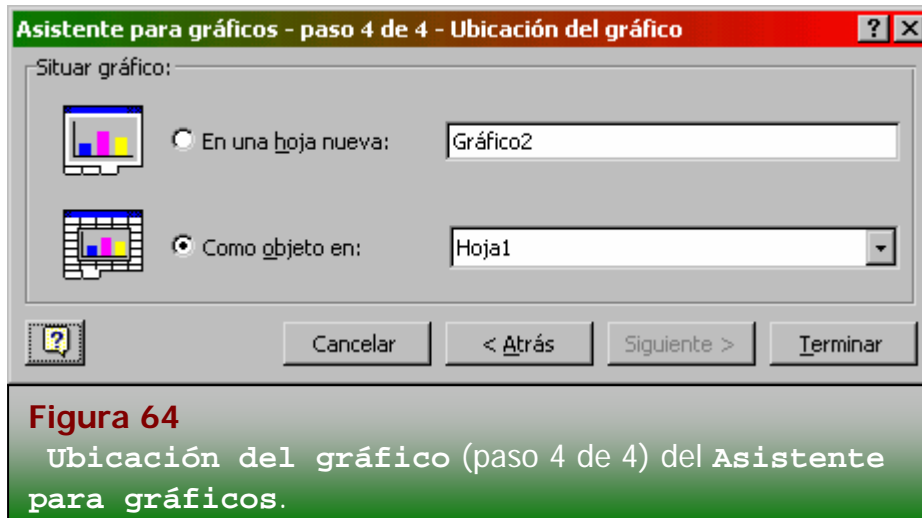 Asistente para gráficos - paso 4 de 4 - Ubicación del gráfico
Situar gráfico:
En una hoja nueva: Gráfico2
Como objeto en: Hoja1
Cancelar < Atrás Siguiente > Terminar
Figura 64
Ubicación del gráfico (paso 4 de 4) del Asistente
para gráficos.